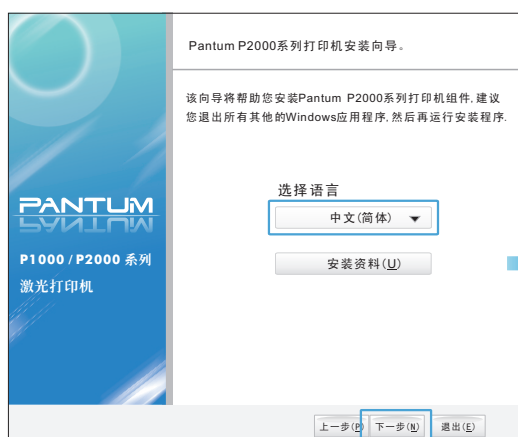 Pantum P2000系列打印机安装向导。
该向导将帮助您安装Pantum P2000系列打印机组件,建议
您退出所有其他的Windows应用程序,然后再运行安装程序.
选择语言
中文(简体)
安装资料(U)
PANTUM
P1000 / P2000 系列
激光打印机
上一步(P) 下一步(N) 退出(E)